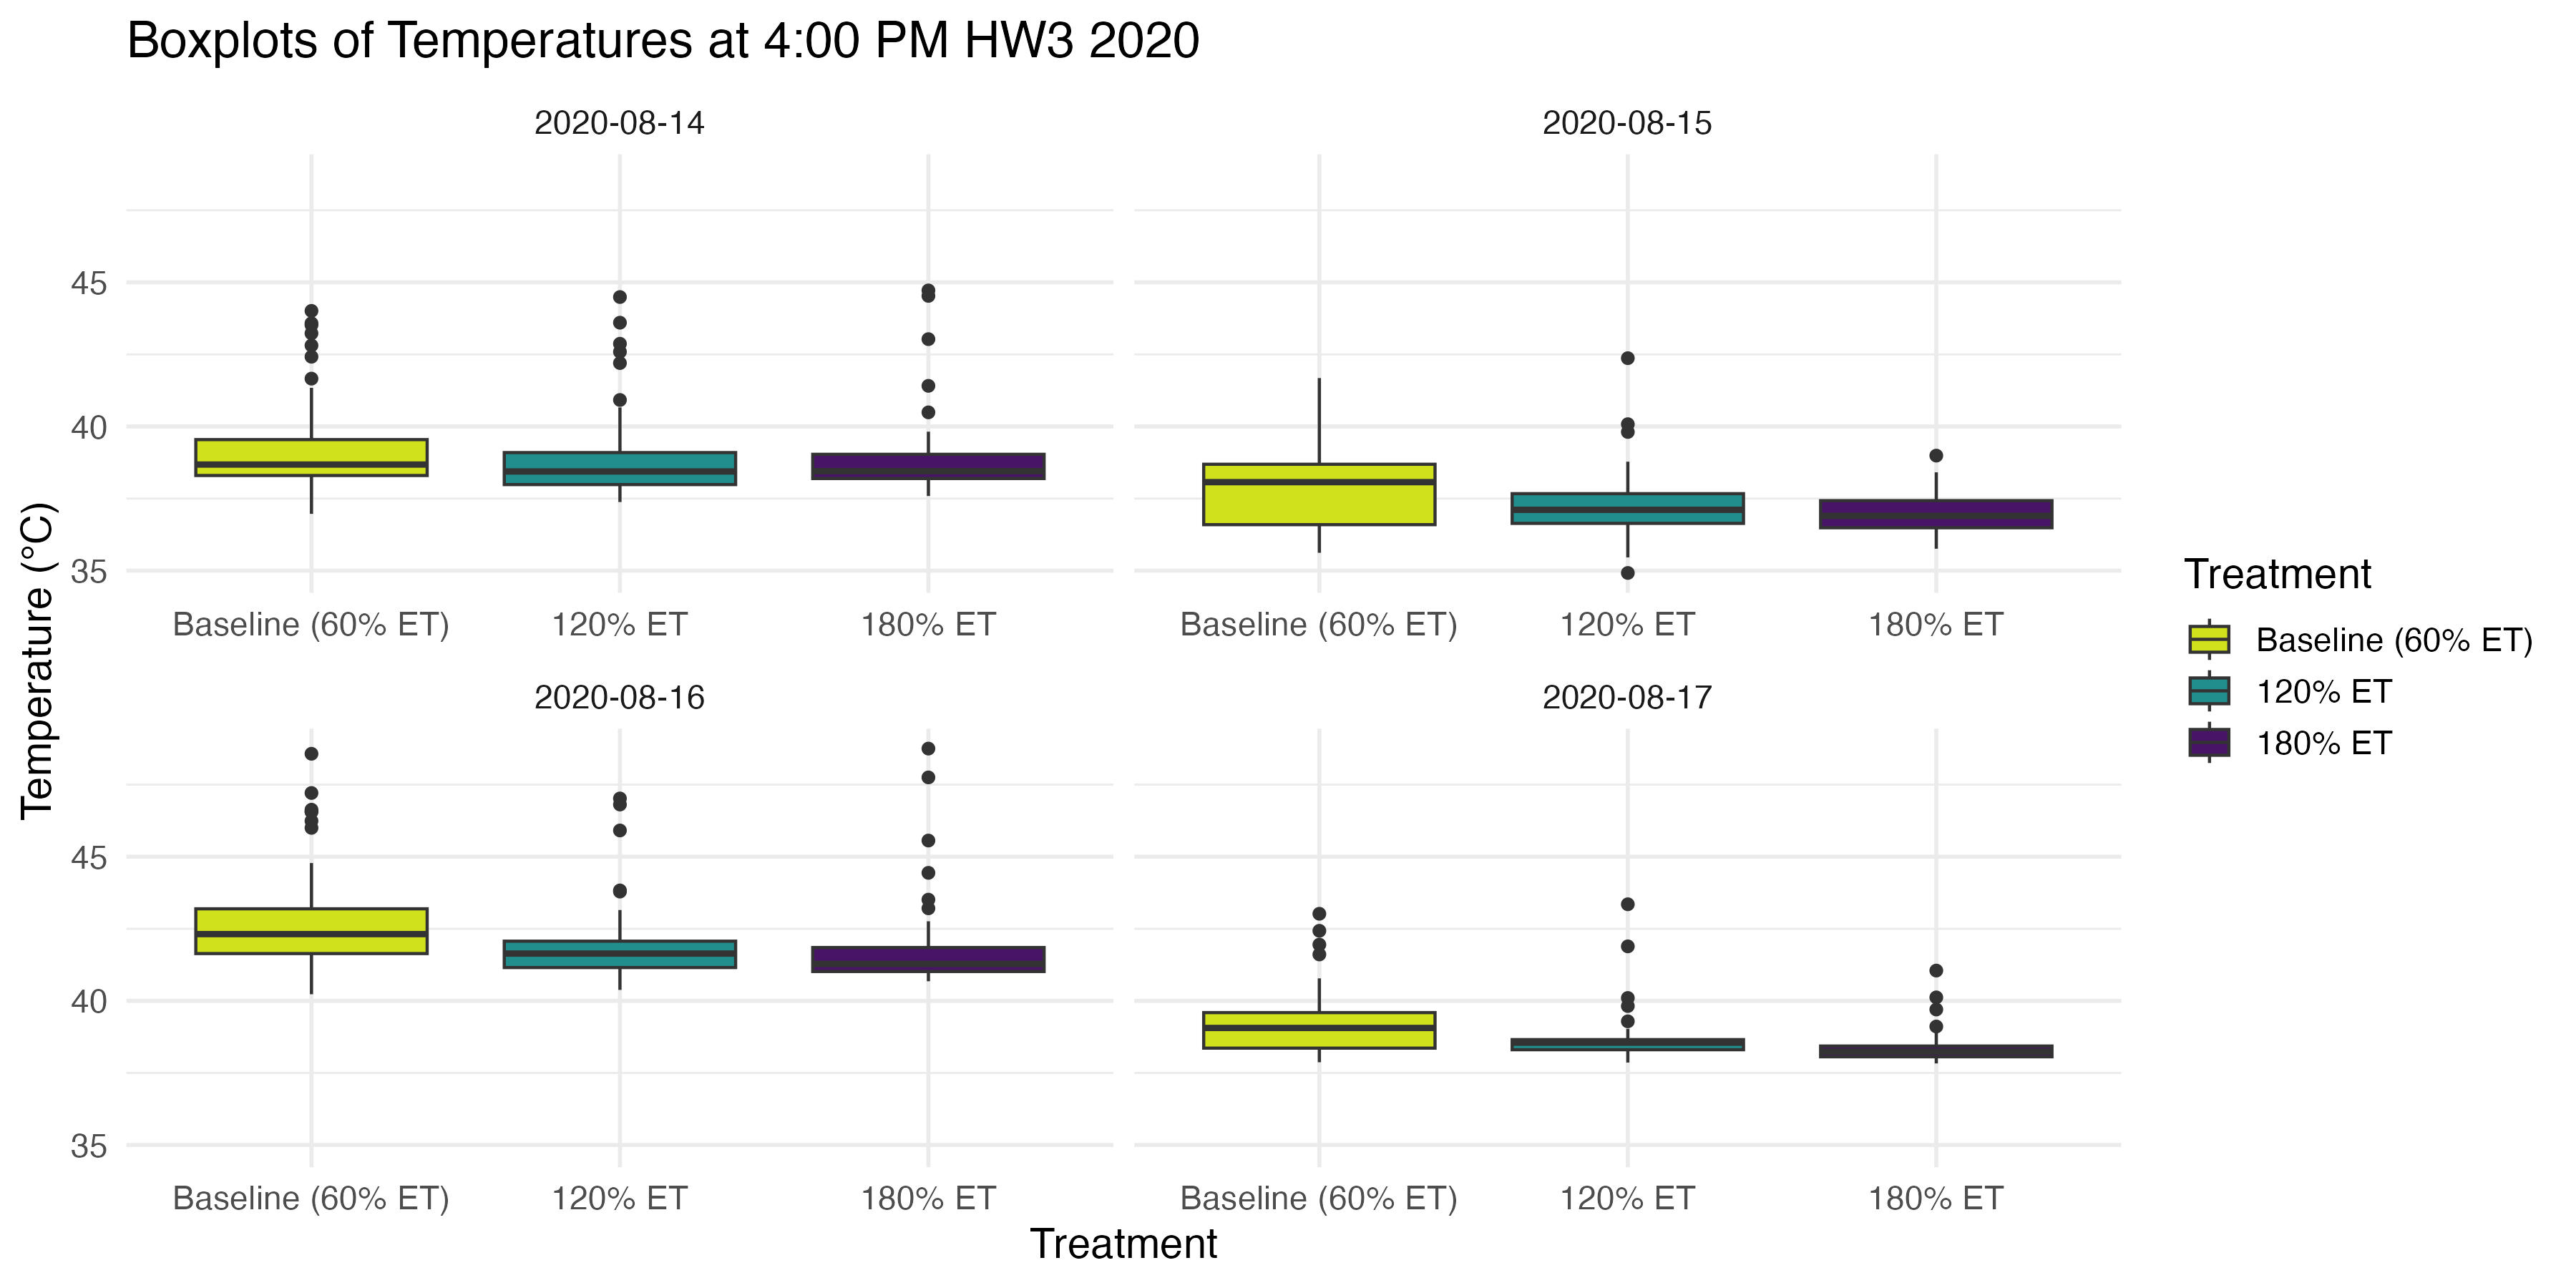 Boxplots of Temperatures at 4:00 PM HW3 2020
2020-08-14
2020-08-15
45
40
35
Baseline (60% ET) 120% ET 180% ET
Baseline (60% ET) 120% ET 180% ET
2020-08-16
2020-08-17
45
40
35
Baseline (60% ET) 120% ET 180% ET
Baseline (60% ET) 120% ET 180% ET
Treatment
Temperature (°C)
Treatment
Baseline (60% ET)
120% ET
180% ET